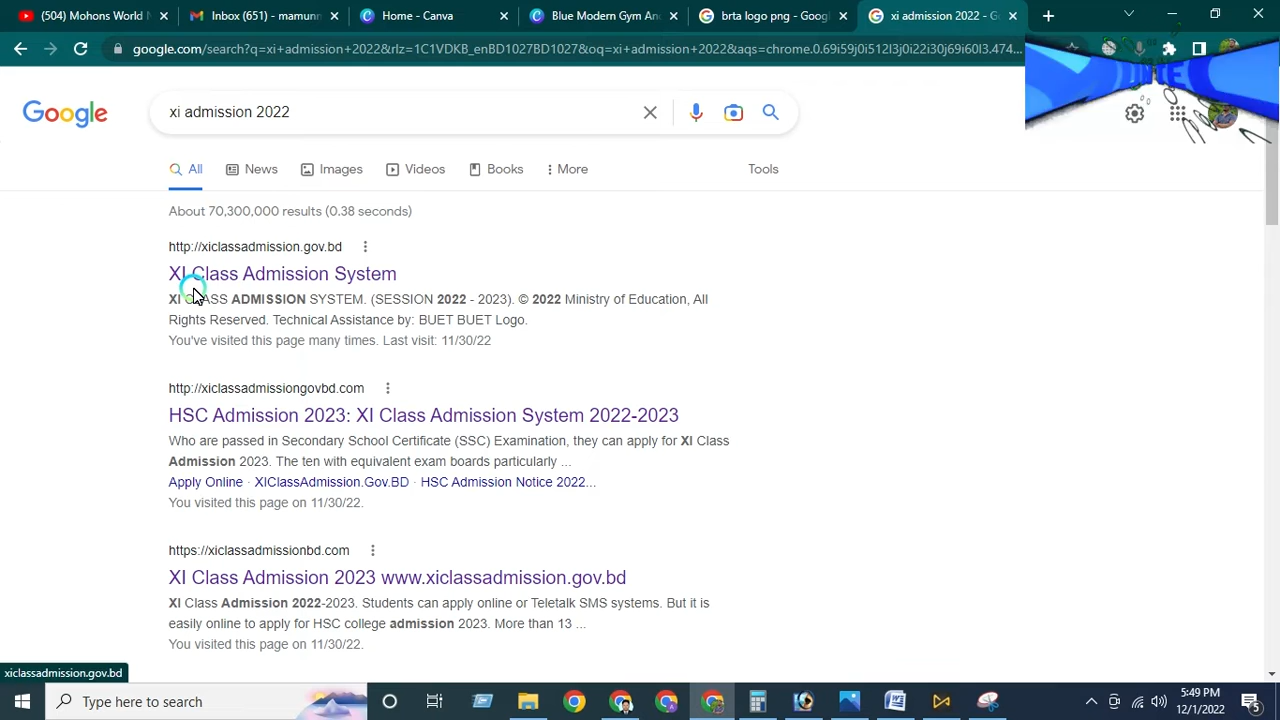 (504) Mohons World N
Inbox (651) - mamunr
Home - Canva
Blue Modern Gym An
brta logo png - Googl
xi admission 2022 - G
google.com/search?q=xi+admission+2022&rlz=1C1VDKB_enBD1027BD1027&oq=xi+admission+2022&aqs=chrome.0.69i59j0i512l3j0i22i30j69i60l3.474...
Google
xi admission 2022
All
News
Images
Videos
Books
More
Tools
About 70,300,000 results (0.38 seconds)
http://xiclassadmission.gov.bd
XI Class Admission System
XI CLASS ADMISSION SYSTEM. (SESSION 2022 - 2023). © 2022 Ministry of Education, All
Rights Reserved. Technical Assistance by: BUET BUET Logo.
You've visited this page many times. Last visit: 11/30/22
http://xiclassadmissiongovbd.com
HSC Admission 2023: XI Class Admission System 2022-2023
Who are passed in Secondary School Certificate (SSC) Examination, they can apply for XI Class
Admission 2023. The ten with equivalent exam boards particularly ...
Apply Online · XIClassAdmission.Gov.BD · HSC Admission Notice 2022...
You visited this page on 11/30/22.
https://xiclassadmissionbd.com
XI Class Admission 2023 www.xiclassadmission.gov.bd
XI Class Admission 2022-2023. Students can apply online or Teletalk SMS systems. But it is
easily online to apply for HSC college admission 2023. More than 13 ...
You visited this page on 11/30/22.
xiclassadmission.gov.bd
Type here to search
5:49 PM
12/1/2022
5